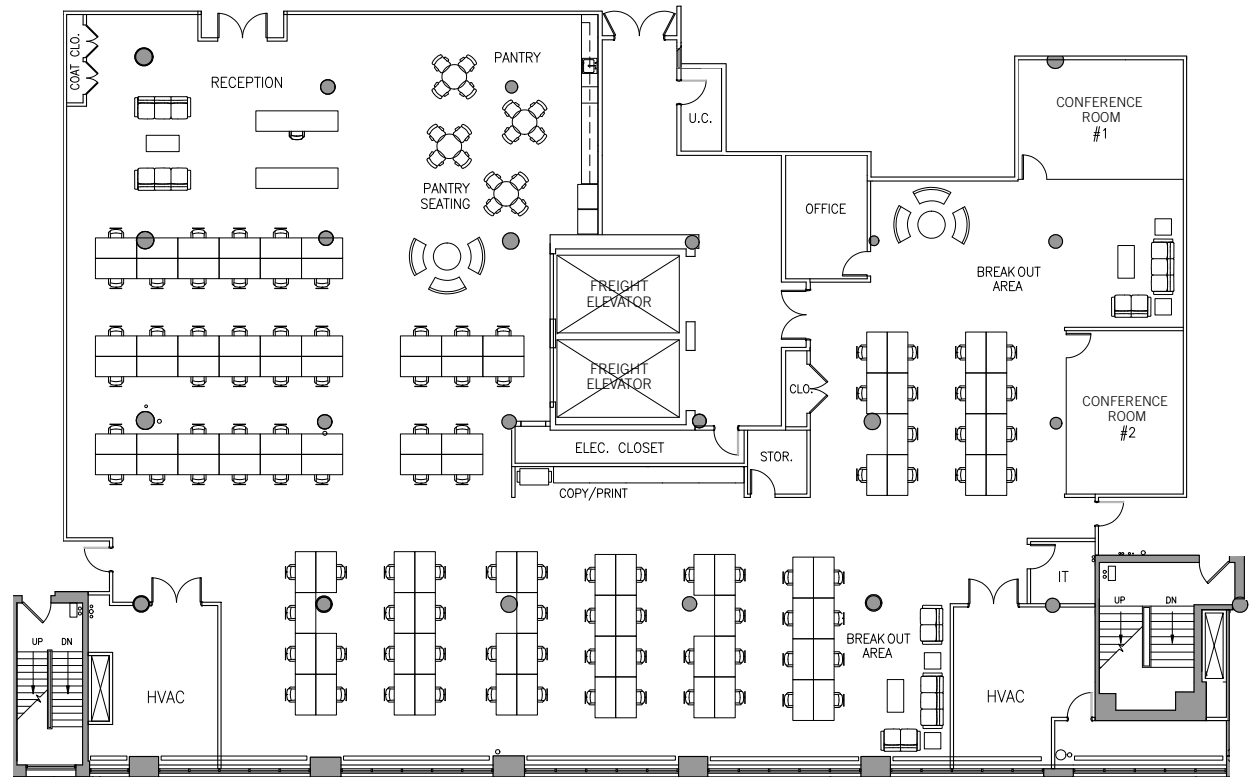 COAT CLO.
RECEPTION
PANTRY
U.C.
CONFERENCE
ROOM
#1
PANTRY
SEATING
OFFICE
BREAK OUT
AREA
FREIGHT
ELEVATOR
FREIGHT
ELEVATOR
CLO.
CONFERENCE
ROOM
#2
ELEC. CLOSET
STOR.
COPY/PRINT
IT
UP
DN
UP
DN
BREAK OUT
AREA
HVAC
HVAC